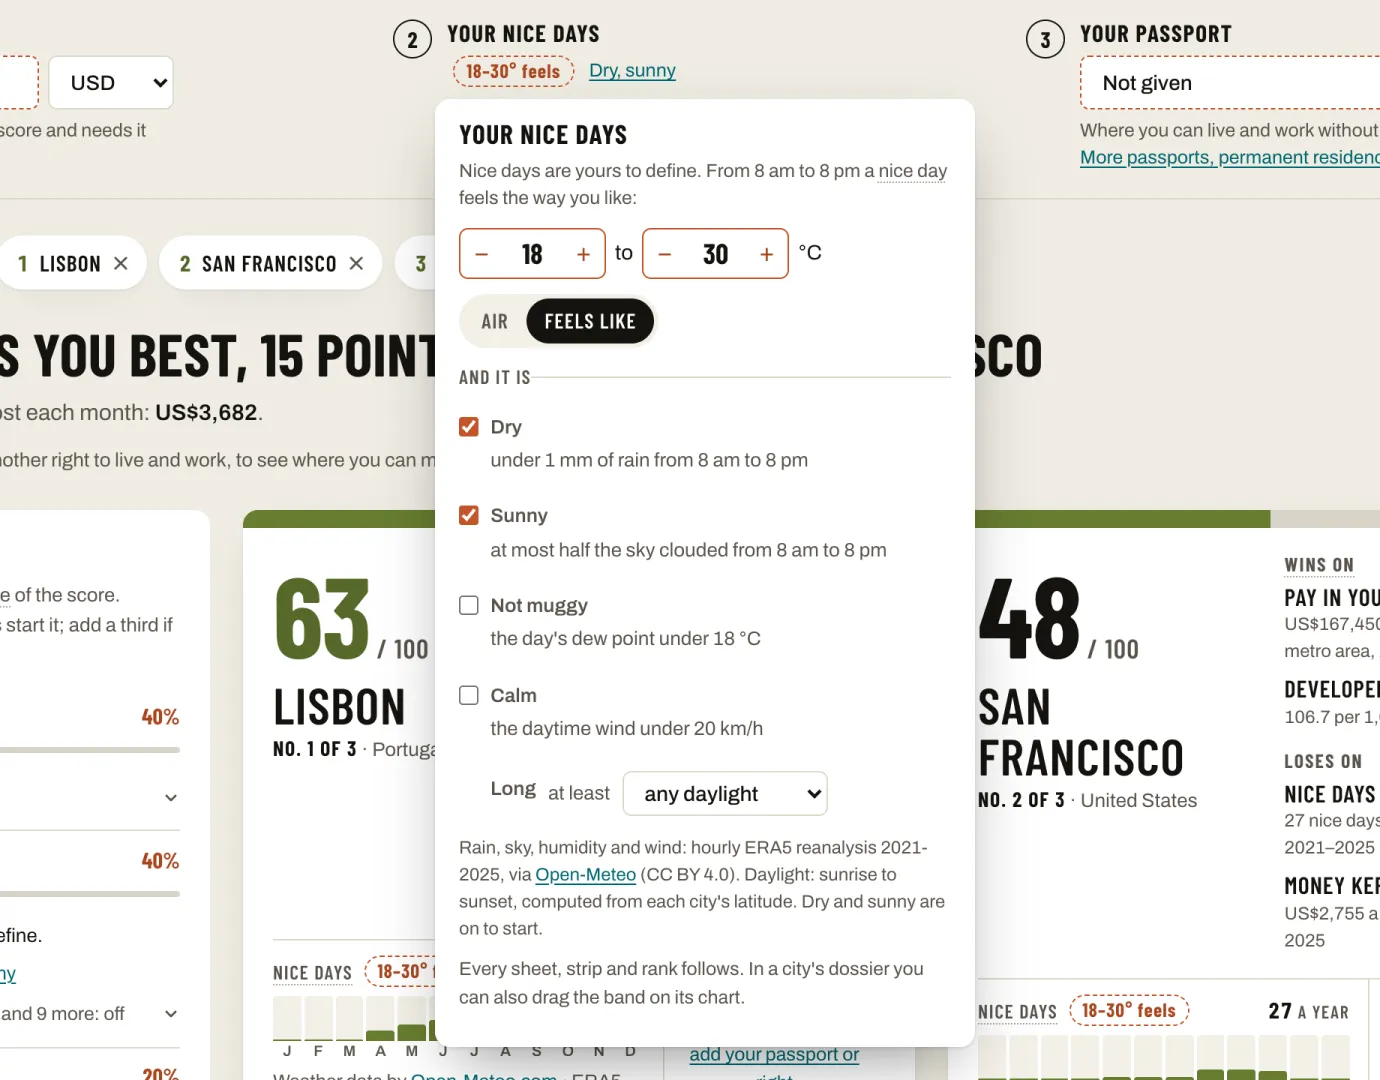 2 YOUR NICE DAYS
18-30° feels Dry, sunny
3 YOUR PASSPORT
USD
Not given
score and needs it
Where you can live and work without
More passports, permanent residenc
1 LISBON ×
2 SAN FRANCISCO ×
3
S YOU BEST, 15 POINT
SCO
ost each month: US$3,682.
nother right to live and work, to see where you can m
YOUR NICE DAYS
Nice days are yours to define. From 8 am to 8 pm a nice day
feels the way you like:
− 18 + to − 30 + °C
AIR FEELS LIKE
AND IT IS
Dry
under 1 mm of rain from 8 am to 8 pm
Sunny
at most half the sky clouded from 8 am to 8 pm
Not muggy
the day's dew point under 18 °C
Calm
the daytime wind under 20 km/h
Long at least any daylight
Rain, sky, humidity and wind: hourly ERA5 reanalysis 2021-
2025, via Open-Meteo (CC BY 4.0). Daylight: sunrise to
sunset, computed from each city's latitude. Dry and sunny are
on to start.
Every sheet, strip and rank follows. In a city's dossier you
can also drag the band on its chart.
e of the score.
s start it; add a third if
40%
40%
efine.
ny
and 9 more: off
20%
63 / 100
LISBON
NO. 1 OF 3 · Portuga
NICE DAYS 18-30° f
J F M A M J J A S O N D
Weather data by Open-Meteo.com · ERA5
add your passport or
right
48 / 100
SAN
FRANCISCO
NO. 2 OF 3 · United States
WINS ON
PAY IN YOU
US$167,450
metro area,
DEVELOPE
106.7 per 1,
LOSES ON
NICE DAYS
27 nice days
2021–2025
MONEY KEP
US$2,755 a
2025
NICE DAYS 18-30° feels 27 A YEAR